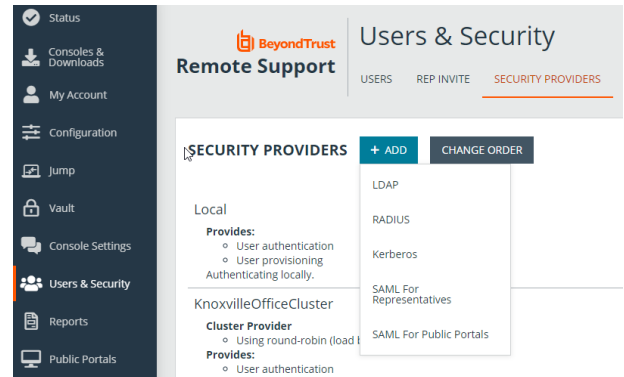 Status
Consoles &
Downloads
My Account
Configuration
Jump
Vault
Console Settings
Users & Security
Reports
Public Portals
BeyondTrust
Remote Support
Users & Security
USERS REP INVITE SECURITY PROVIDERS
SECURITY PROVIDERS + ADD CHANGE ORDER
LDAP
RADIUS
Kerberos
SAML For
Representatives
SAML For Public Portals
Local
Provides:
User authentication
User provisioning
Authenticating locally.
KnoxvilleOfficeCluster
Cluster Provider
Using round-robin (load
Provides:
User authentication